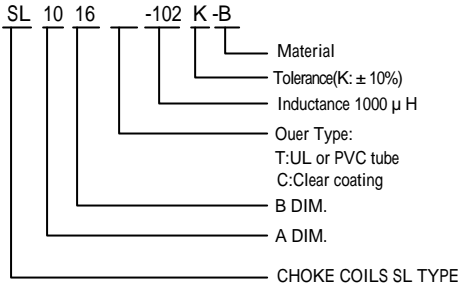 SL 10 16 -102 K -B
Material
Tolerance(K: ± 10%)
Inductance 1000 µ H
Ouer Type:
T:UL or PVC tube
C:Clear coating
B DIM.
A DIM.
CHOKE COILS SL TYPE